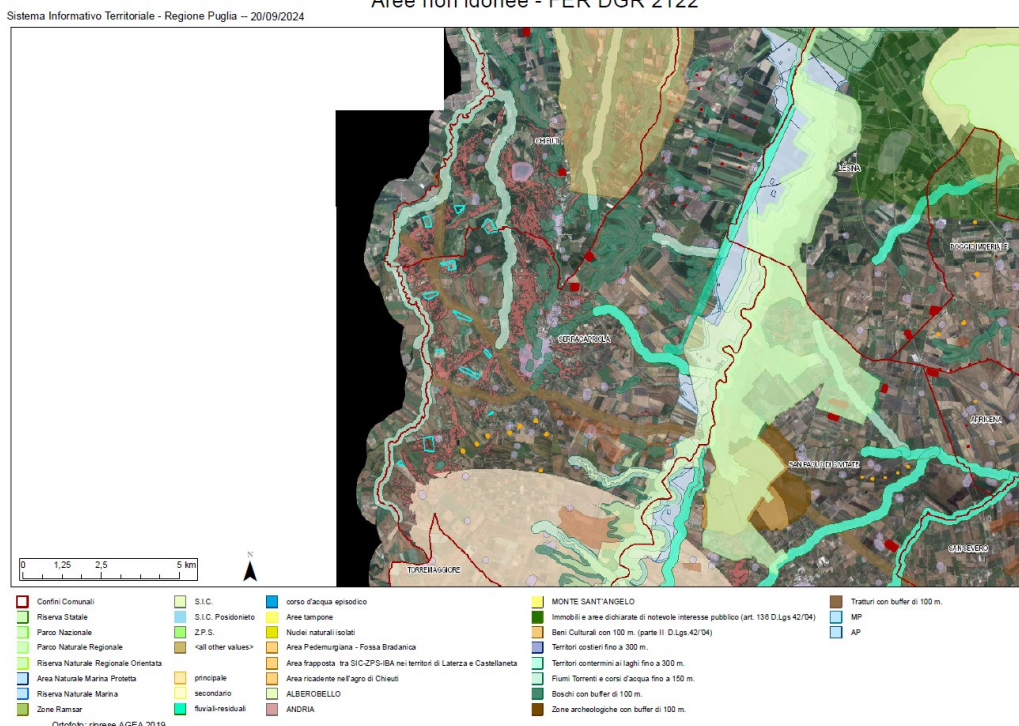 Aree non idonee - FER DGR 2122
Sistema Informativo Territoriale - Regione Puglia -- 20/09/2024
CHIEUTI
LESINA
POGGIO IMPERIALE
SERRACAPRIOLA
APRICENA
SAN PAOLO DI CIVITATE
SAN SEVERO
TORREMAGGIORE
0 1,25 2,5 5 km
N
Confini Comunali
Riserva Statale
Parco Nazionale
Parco Naturale Regionale
Riserva Naturale Regionale Orientata
Area Naturale Marina Protetta
Riserva Naturale Marina
Zone Ramsar
S.I.C.
S.I.C. Posidonieto
Z.P.S.
<all other values>
principale
secondario
fluviali-residuali
corso d'acqua episodico
Aree tampone
Nuclei naturali isolati
Area Pedemurgiana - Fossa Bradanica
Area frapposta tra SIC-ZPS-IBA nei territori di Laterza e Castellaneta
Area ricadente nell'agro di Chieuti
ALBEROBELLO
ANDRIA
MONTE SANT'ANGELO
Immobili e aree dichiarate di notevole interesse pubblico (art. 136 D.Lgs 42/'04)
Beni Culturali con 100 m. (parte II D.Lgs.42/'04)
Territori costieri fino a 300 m.
Territori contermini ai laghi fino a 300 m.
Fiumi Torrenti e corsi d'acqua fino a 150 m.
Boschi con buffer di 100 m.
Zone archeologiche con buffer di 100 m.
Tratturi con buffer di 100 m.
MP
AP
Ortofoto: riprese AGEA 2019